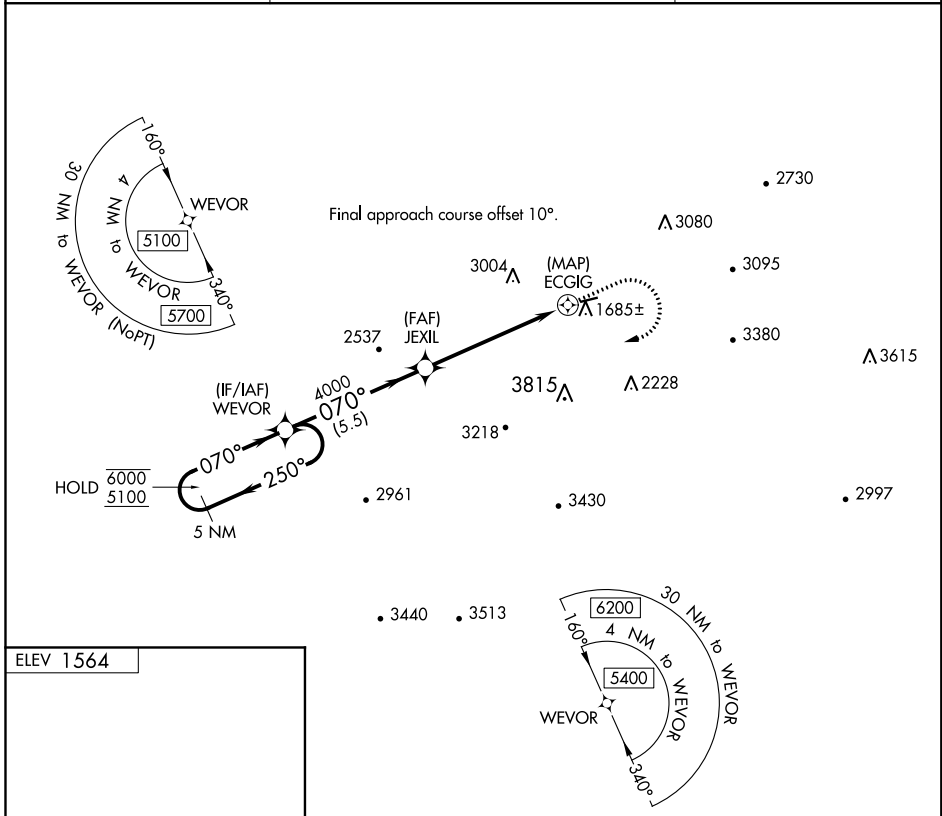 160°
30 NM to WEVOR (NoPT)
4 NM to WEVOR
WEVOR
5100
5700
340°
Final approach course offset 10°.
2730
3080
3004
(MAP)
ECGIG
3095
1685±
(FAF)
JEXIL
2537
3380
3615
(IF/IAF)
WEVOR
4000
070°
(5.5)
3815
2228
3218
070°
250°
HOLD 6000
5100
5 NM
2961
3430
2997
3440
3513
6200
30 NM to WEVOR
160°
4 NM to WEVOR
5400
WEVOR
340°
ELEV 1564